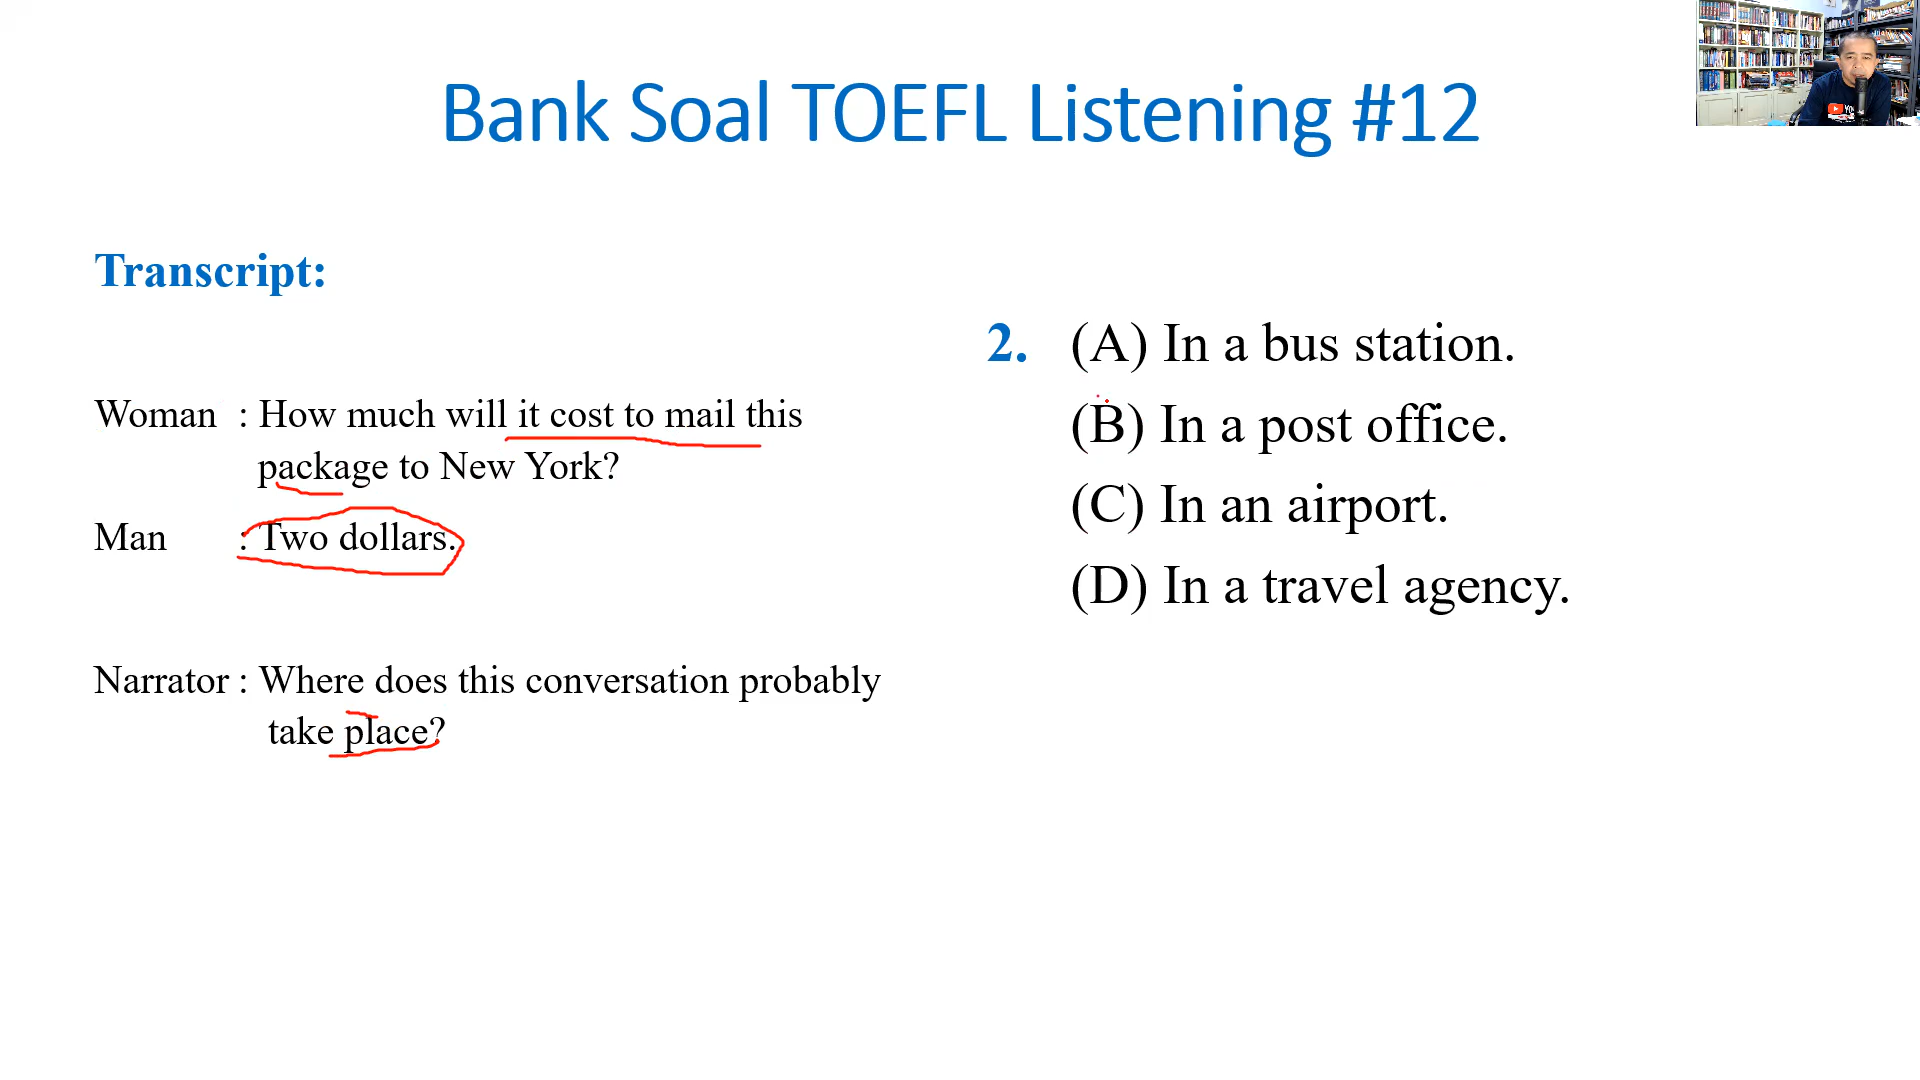 Bank Soal TOEFL Listening #12
Transcript:
Woman : How much will it cost to mail this
package to New York?
Man : Two dollars.
Narrator : Where does this conversation probably
take place?
2. (A) In a bus station.
(B) In a post office.
(C) In an airport.
(D) In a travel agency.